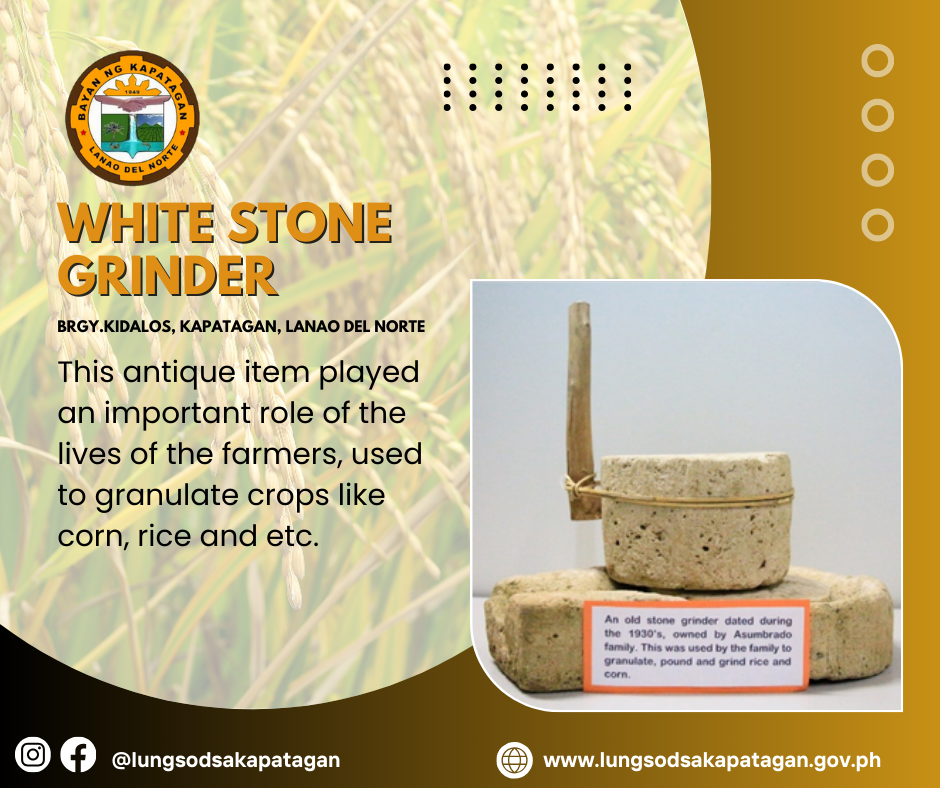 BAYAN NG KAPATAGAN
1949
LANAO DEL NORTE
WHITE STONE
GRINDER
BRGY.KIDALOS, KAPATAGAN, LANAO DEL NORTE
This antique item played
an important role of the
lives of the farmers, used
to granulate crops like
corn, rice and etc.
An old stone grinder dated during
the 1930's, owned by Asumbrado
family. This was used by the family to
granulate, pound and grind rice and
corn.
@lungsodsakapatagan
www.lungsodsakapatagan.gov.ph